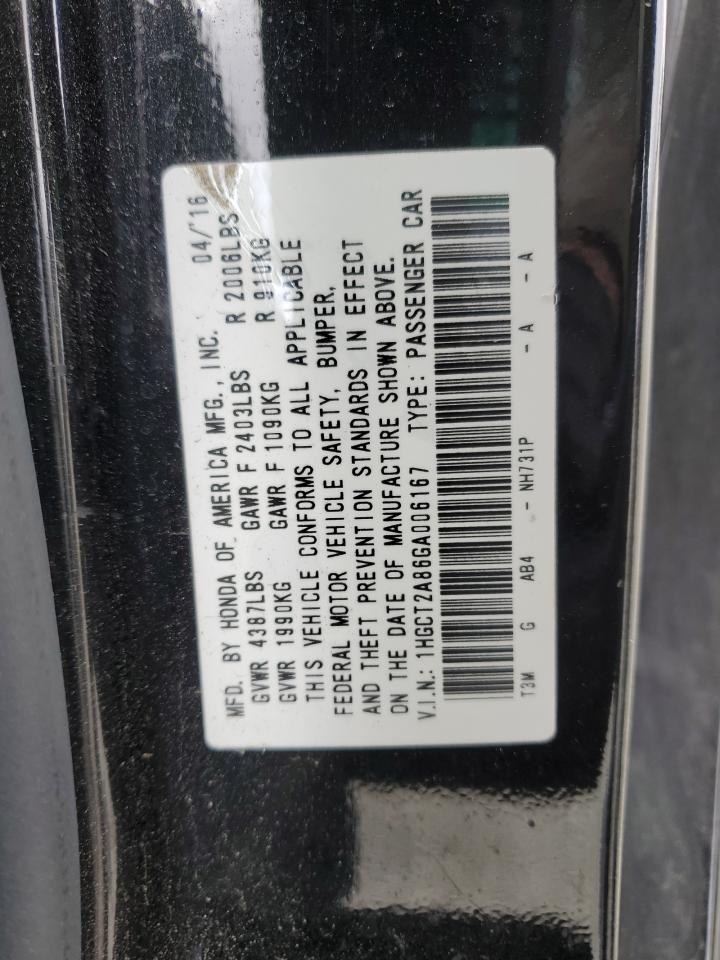 MFD. BY HONDA OF AMERICA MFG., INC. 04/'16
GVWR 4387LBS GAWR F 2403LBS R 2006LBS
GVWR 1990KG GAWR F 1090KG R 910KG
THIS VEHICLE CONFORMS TO ALL APPLICABLE
FEDERAL MOTOR VEHICLE SAFETY, BUMPER,
AND THEFT PREVENTION STANDARDS IN EFFECT
ON THE DATE OF MANUFACTURE SHOWN ABOVE.
V.I.N.: 1HGCT2A86GA006167 TYPE: PASSENGER CAR
T3M G AB4 - NH731P - A - A